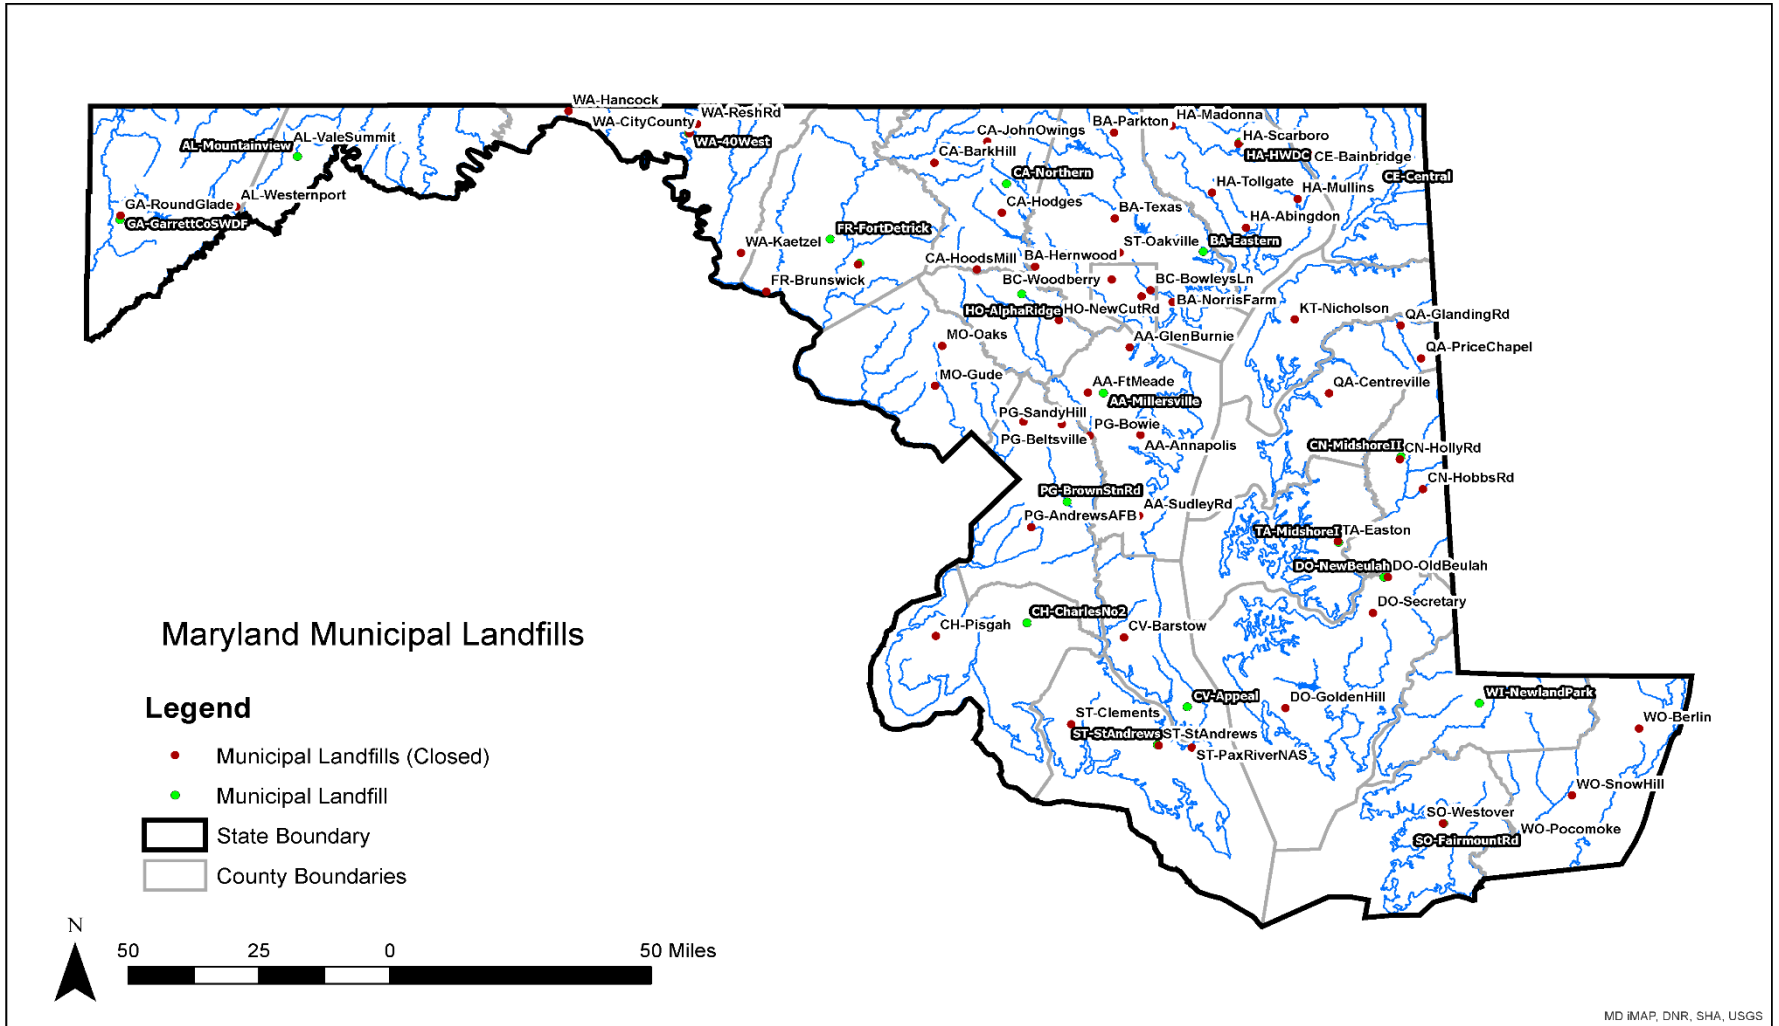 WA-Hancock
WA-ReshRd
WA-CityCounty
WA-40West
AL-ValeSummit
AL-Mountainview
AL-Westernport
GA-RoundGlade
GA-GarrettCoSWDF
WA-Kaetzel
FR-FortDetrick
FR-Brunswick
CA-JohnOwings
CA-BarkHill
CA-Northern
CA-Hodges
CA-HoodsMill
BA-Parkton
HA-Madonna
HA-Scarboro
HA-HWDC
CE-Bainbridge
CE-Central
HA-Tollgate
HA-Mullins
HA-Abingdon
BA-Texas
ST-Oakville
BA-Eastern
BA-Hernwood
BC-Woodberry
BC-BowleysLn
BA-NorrisFarm
HO-AlphaRidge
HO-NewCutRd
KT-Nicholson
QA-GlandingRd
MO-Oaks
AA-GlenBurnie
QA-PriceChapel
MO-Gude
AA-FtMeade
AA-Millersville
QA-Centreville
PG-SandyHill
PG-Bowie
PG-Beltsville
AA-Annapolis
CN-MidshoreII
CN-HollyRd
CN-HobbsRd
PG-BrownStnRd
AA-SudleyRd
PG-AndrewsAFB
TA-MidshoreI
TA-Easton
DO-NewBeulah
DO-OldBeulah
DO-Secretary
CH-CharlesNo2
CH-Pisgah
CV-Barstow
CV-Appeal
DO-GoldenHill
WI-NewlandPark
ST-Clements
ST-StAndrews
ST-StAndrews
ST-PaxRiverNAS
WO-Berlin
WO-SnowHill
SO-Westover
WO-Pocomoke
SO-FairmountRd
Maryland Municipal Landfills
Legend
Municipal Landfills (Closed)
Municipal Landfill
State Boundary
County Boundaries
N
50 25 0 50 Miles
MD iMAP, DNR, SHA, USGS